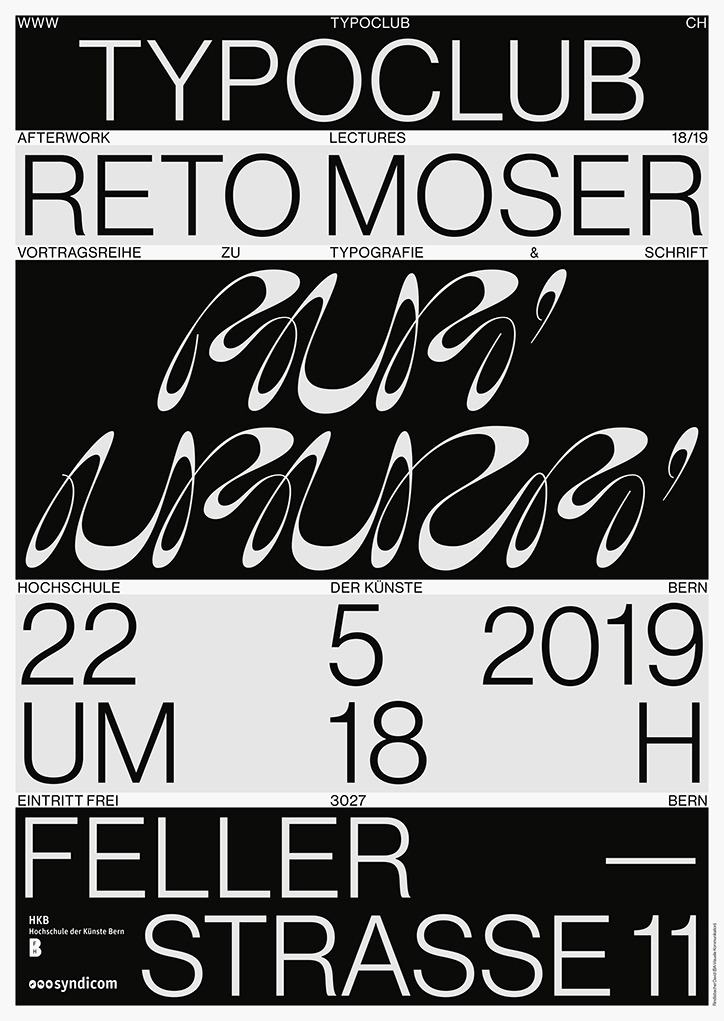 WWW TYPOCLUB CH
TYPOCLUB
AFTERWORK LECTURES 18/19
RETO MOSER
VORTRAGSREIHE ZU TYPOGRAFIE & SCHRIFT
HOCHSCHULE DER KÜNSTE BERN
22 5 2019
UM 18 H
EINTRITT FREI 3027 BERN
FELLER —
STRASSE 11
HKB
Hochschule der Künste Bern
B
H
syndicom